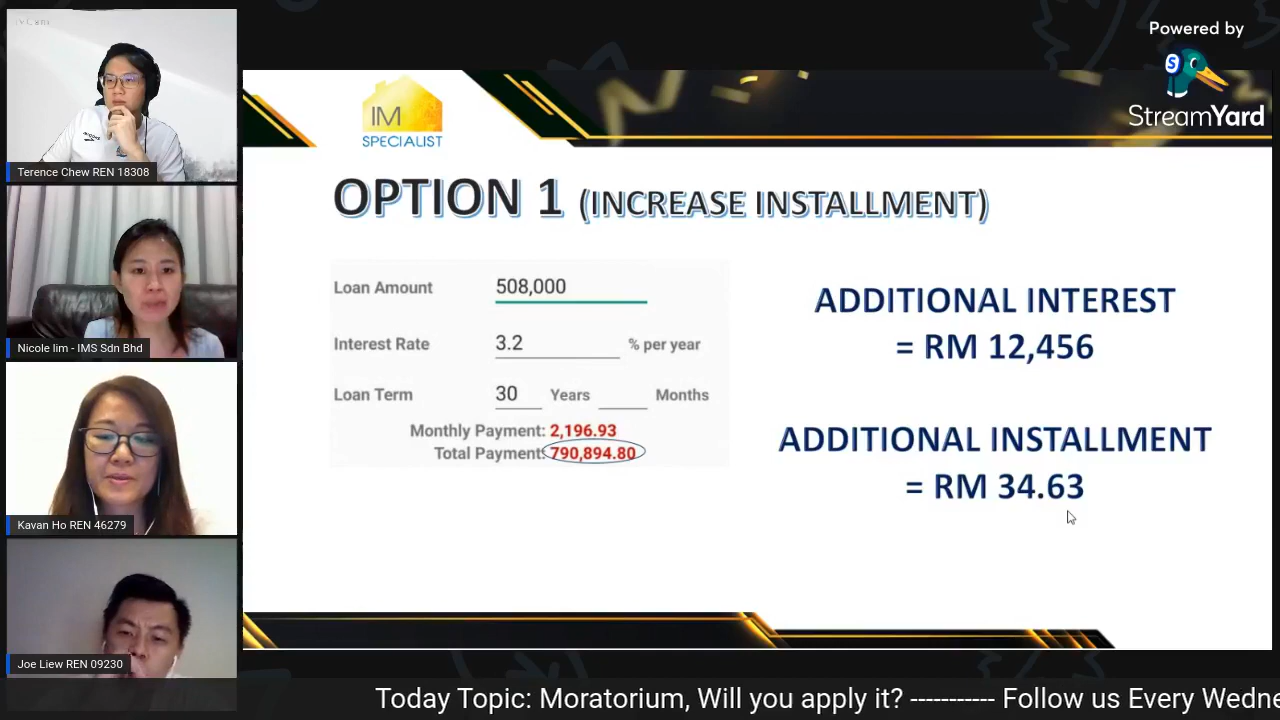 Terence Chew REN 18308
Nicole lim - IMS Sdn Bhd
Kavan Ho REN 46279
Joe Liew REN 09230
Powered by
S
StreamYard
IM
SPECIALIST
OPTION 1 (INCREASE INSTALLMENT)
Loan Amount 508,000
Interest Rate 3.2 % per year
Loan Term 30 Years Months
Monthly Payment: 2,196.93
Total Payment: 790,894.80
ADDITIONAL INTEREST
= RM 12,456
ADDITIONAL INSTALLMENT
= RM 34.63
Today Topic: Moratorium, Will you apply it? ----------- Follow us Every Wedne